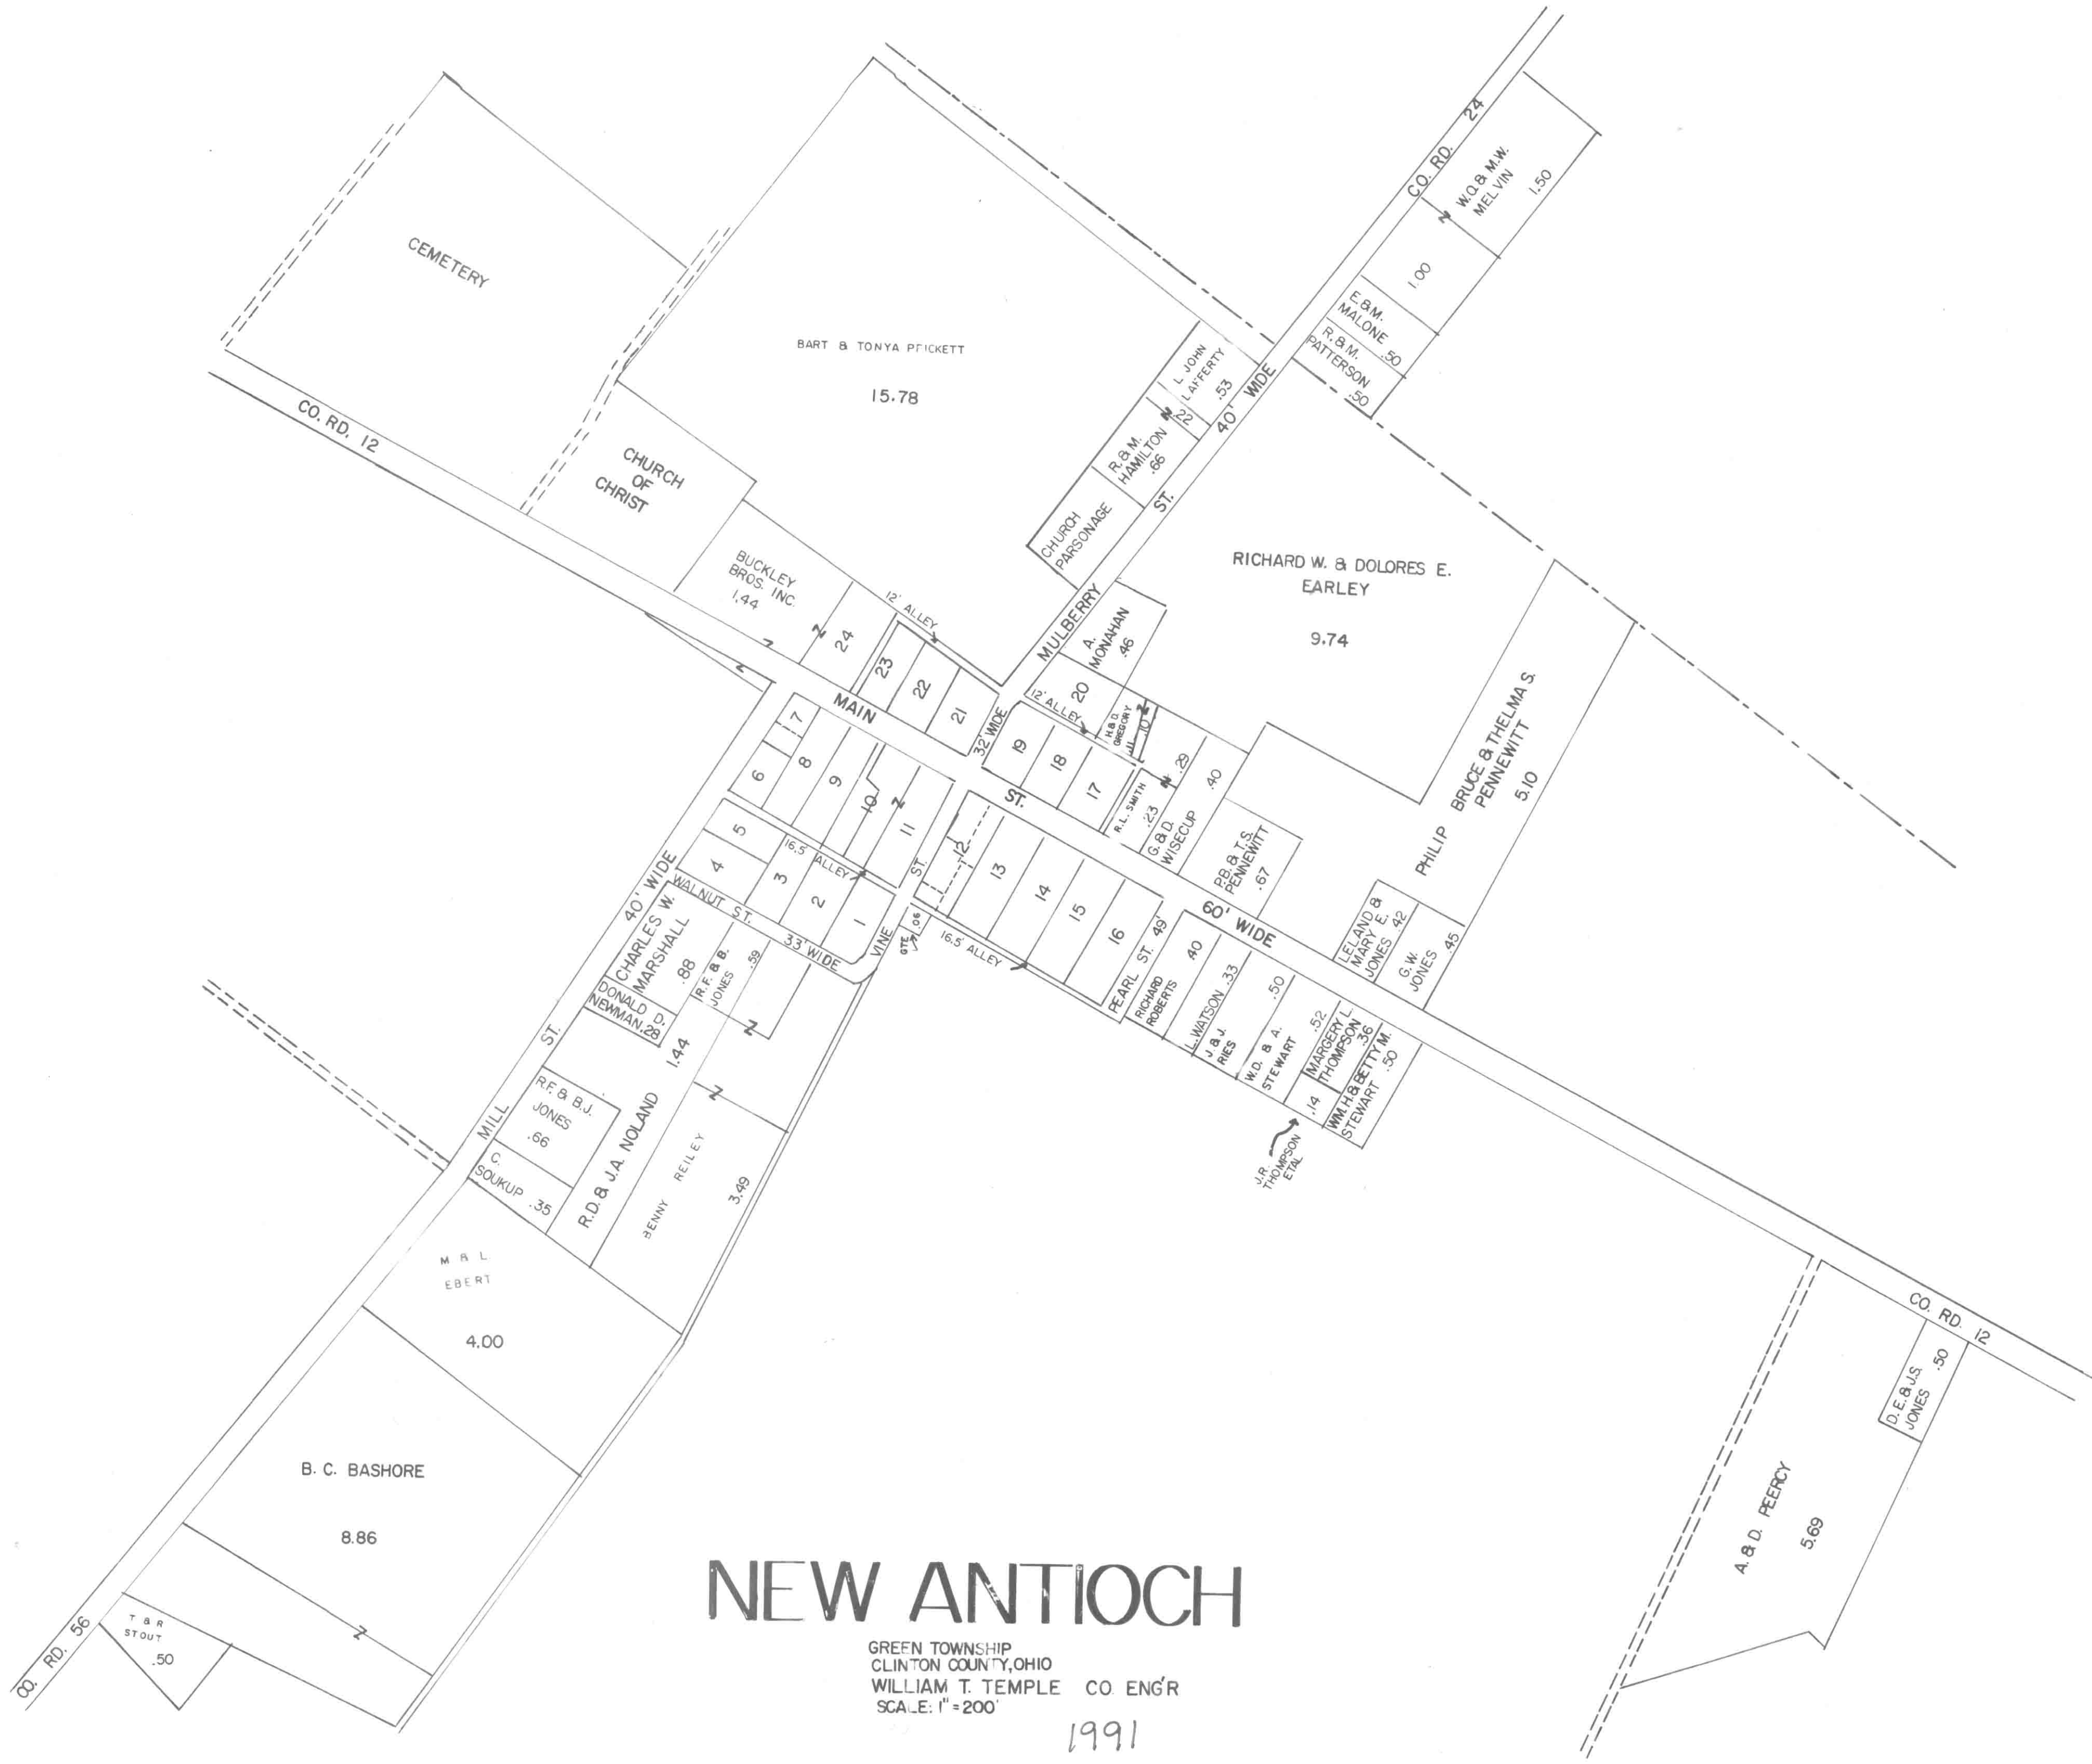 CEMETERY
CO. RD. 12
CHURCH
OF
CHRIST
BART & TONYA PRICKETT
15.78
BUCKLEY
BROS. INC.
1.44
12' ALLEY
24
23
22
21
MAIN
ST.
60' WIDE
32' WIDE
CO. RD. 24
W.O. & M.W.
MELVIN
1.50
1.00
E. & M.
MALONE .50
R. & M.
PATTERSON
.50
L. JOHN
LAFFERTY
.53
.22
R. & M.
HAMILTON
.66
CHURCH
PARSONAGE
40' WIDE
MULBERRY
ST.
RICHARD W. & DOLORES E.
EARLEY
9.74
A.
MONAHAN
.46
20
12' ALLEY
H. & D.
GREGORY
.11
.10
19
18
17
R.L. SMITH
.23
.29
G. & D.
WISECUP
.40
P.B. & T.S.
PENNEWITT
.67
PHILIP BRUCE & THELMA S.
PENNEWITT
5.10
LELAND &
MARY E.
JONES .42
G.W.
JONES .45
7
6
8
9
10
11
5
4
3
2
1
16.5 ALLEY
WALNUT ST.
33' WIDE
VINE
ST.
GTE .06
12
13
14
15
16
16.5 ALLEY
PEARL ST. 49'
RICHARD
ROBERTS
.40
L. WATSON .33
J & J.
RIES
.50
W.D. & A.
STEWART
.52
MARGERY L.
THOMPSON
.36
.14
WM. H. & BETTY M.
STEWART .50
J.R.
THOMPSON
ETAL
40' WIDE
CHARLES W.
MARSHALL
.88
DONALD D.
NEWMAN .28
R.F. & B.
JONES .59
1.44
R.D. & J.A. NOLAND
BENNY REILEY
3.49
ST.
MILL
R.F. & B.J.
JONES
.66
C.
SOUKUP .35
M & L
EBERT
4.00
B. C. BASHORE
8.86
T & R
STOUT
.50
CO. RD. 56
CO. RD. 12
D.E. & J.S.
JONES .50
A. & D. PEERCY
5.69
NEW ANTIOCH
GREEN TOWNSHIP
CLINTON COUNTY, OHIO
WILLIAM T. TEMPLE CO. ENG'R
SCALE: 1" = 200'
1991